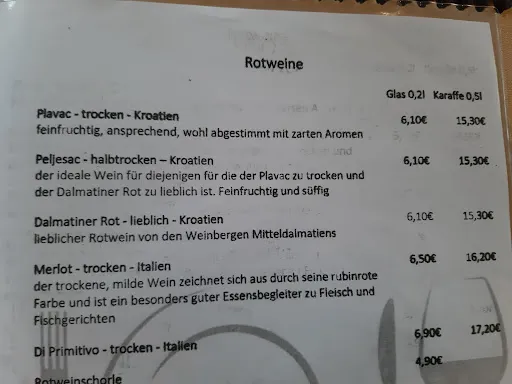 Rotweine
Glas 0,2l Karaffe 0,5l
Plavac - trocken - Kroatien 6,10€ 15,30€
feinfruchtig, ansprechend, wohl abgestimmt mit zarten Aromen
Peljesac - halbtrocken – Kroatien 6,10€ 15,30€
der ideale Wein für diejenigen für die der Plavac zu trocken und
der Dalmatiner Rot zu lieblich ist. Feinfruchtig und süffig
Dalmatiner Rot - lieblich - Kroatien 6,10€ 15,30€
lieblicher Rotwein von den Weinbergen Mitteldalmatiens
Merlot - trocken - Italien 6,50€ 16,20€
der trockene, milde Wein zeichnet sich aus durch seine rubinrote
Farbe und ist ein besonders guter Essensbegleiter zu Fleisch und
Fischgerichten
Di Primitivo - trocken - Italien 6,90€ 17,20€
Rotweinschorle 4,90€